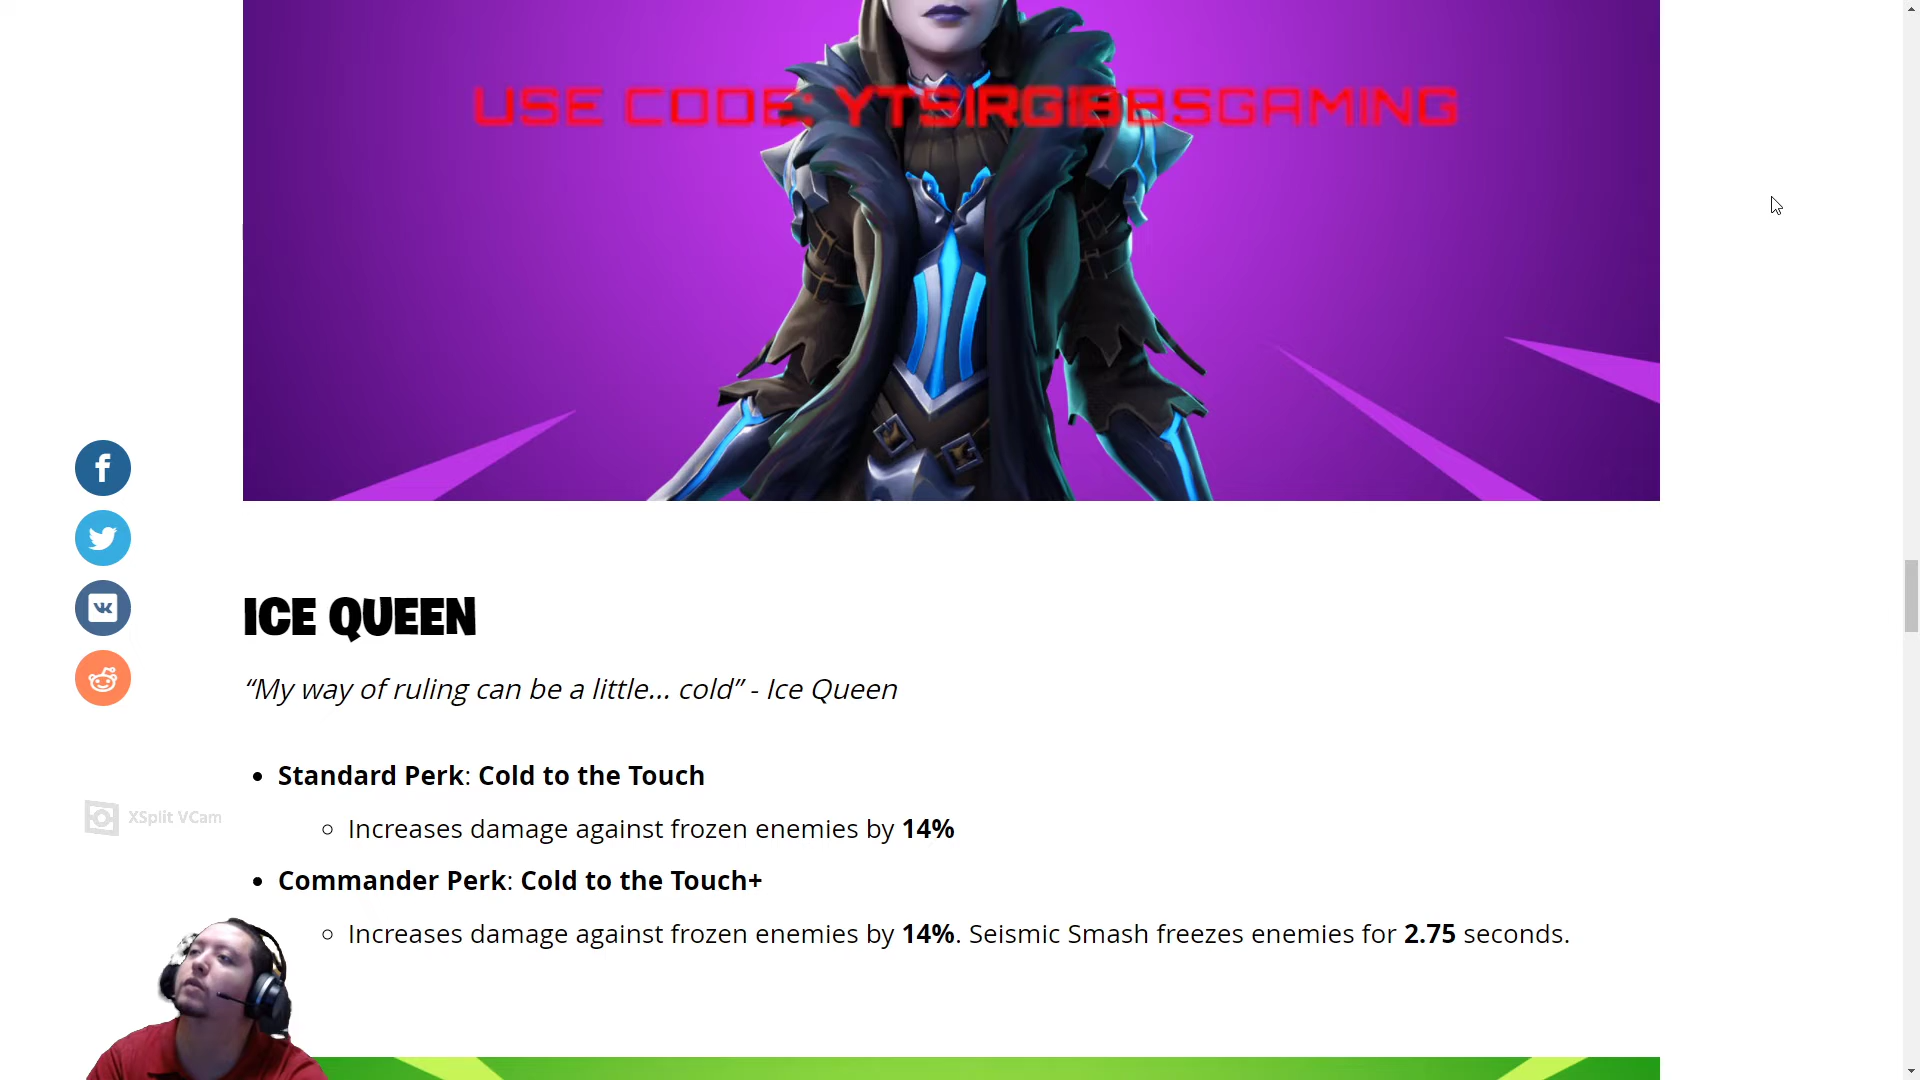 USE CODE: YTSIRGIBBSGAMING
ICE QUEEN
“My way of ruling can be a little... cold” - Ice Queen
Standard Perk: Cold to the Touch
Increases damage against frozen enemies by 14%
XSplit VCam
Commander Perk: Cold to the Touch+
Increases damage against frozen enemies by 14%. Seismic Smash freezes enemies for 2.75 seconds.